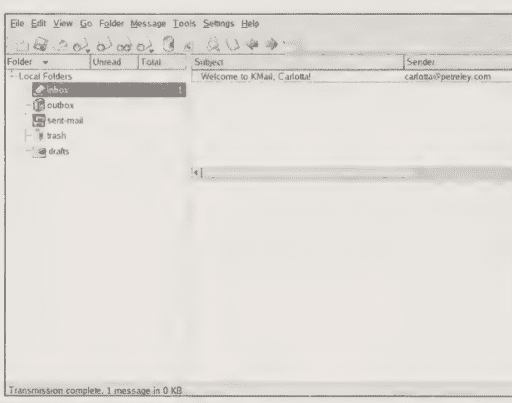 File Edit View Go Folder Message Tools Settings Help
Folder Unread Total Subject Sender
Local Folders Welcome to KMail, Carlotta! carlotta@petreley.com
inbox 1
outbox
sent-mail
trash
drafts
Transmission complete. 1 message in 0 KB